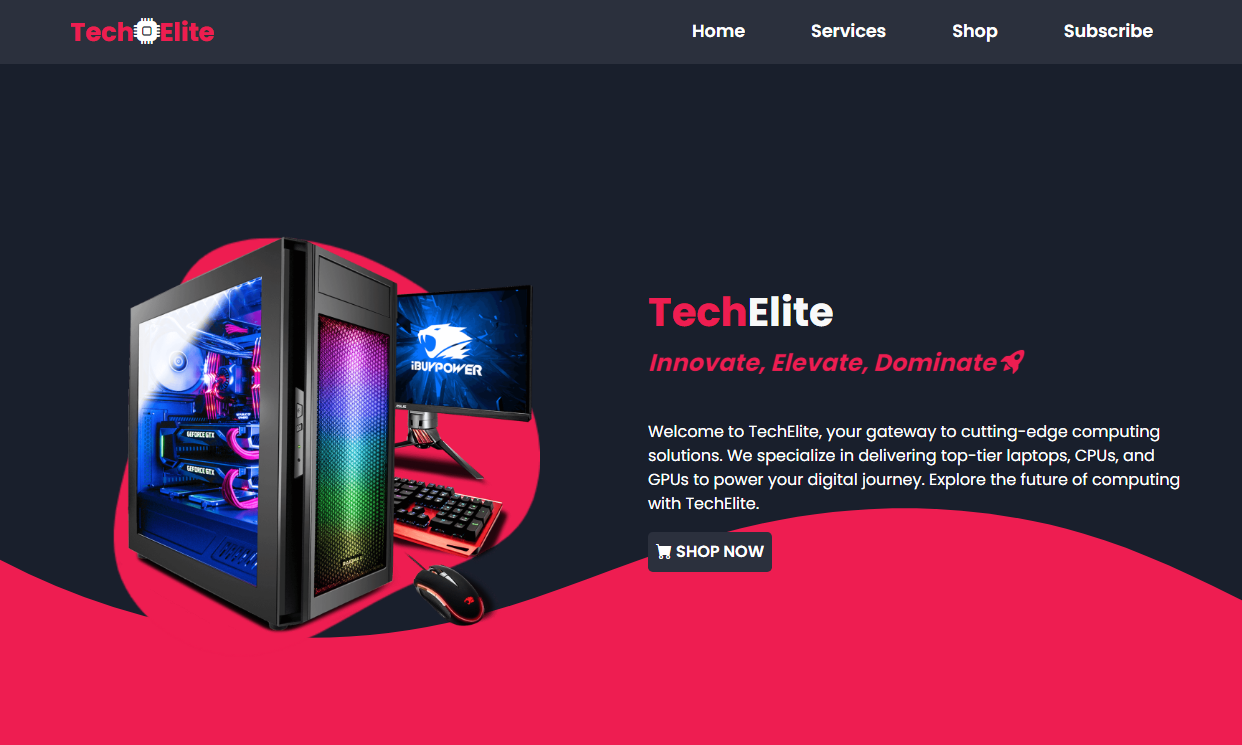 TechElite
Home
Services
Shop
Subscribe
iBUYPOWER
GEFORCE GTX
GEFORCE GTX
TechElite
Innovate, Elevate, Dominate
Welcome to TechElite, your gateway to cutting-edge computing
solutions. We specialize in delivering top-tier laptops, CPUs, and
GPUs to power your digital journey. Explore the future of computing
with TechElite.
SHOP NOW